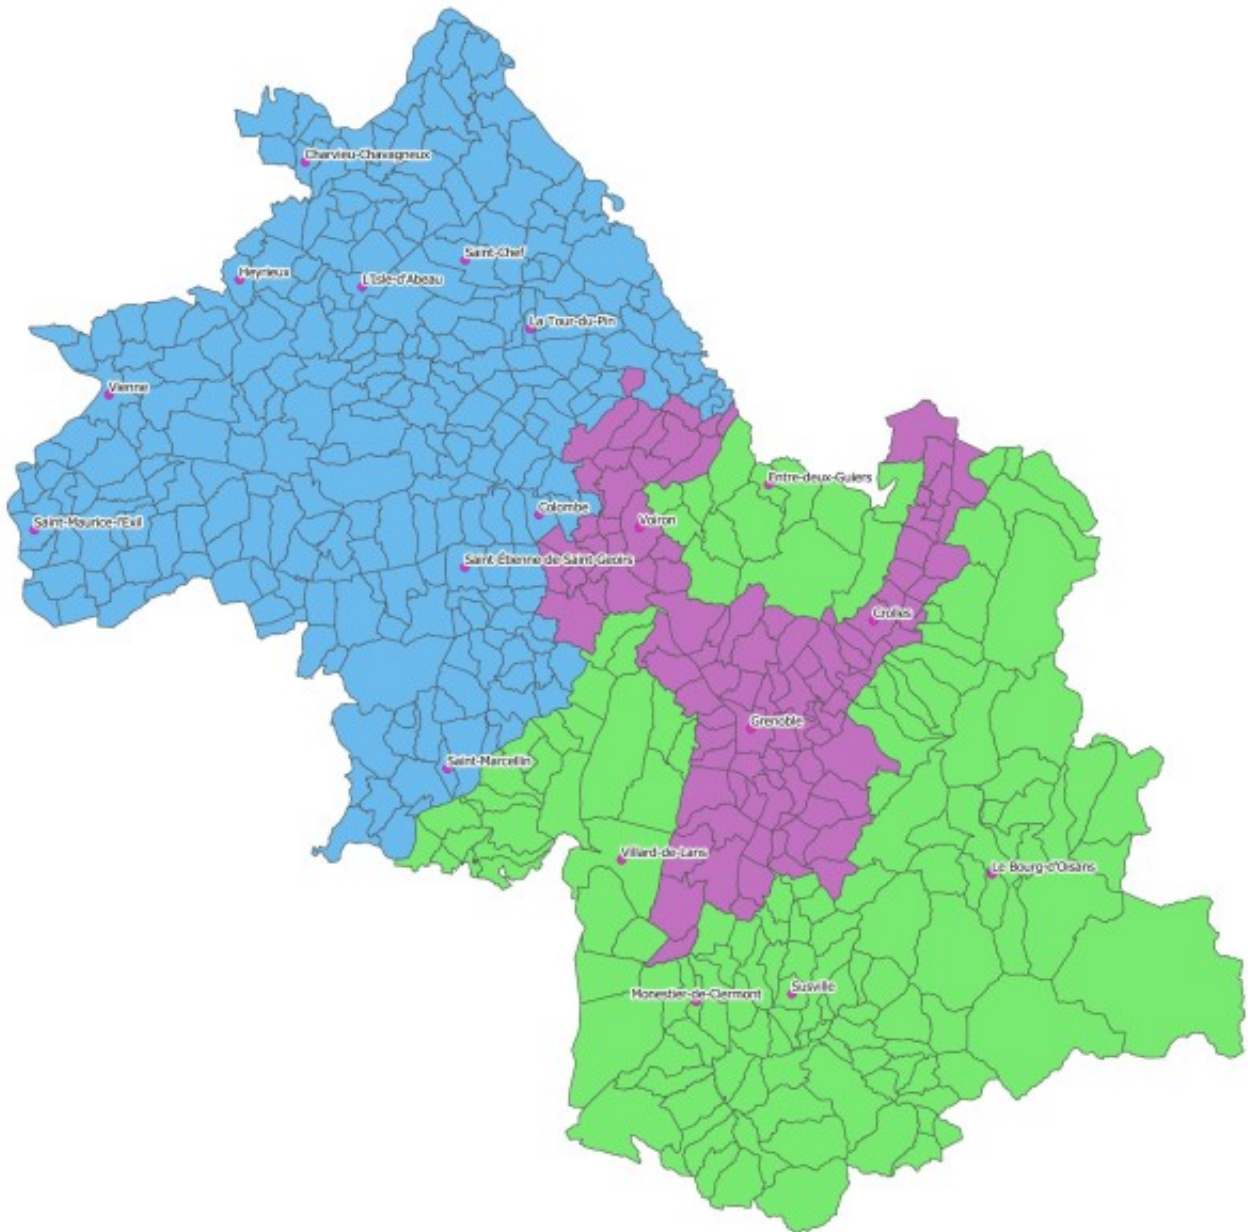 Charvieu-Chavagneux
Saint-Chef
Heyrieux
L'Isle-d'Abeau
La Tour-du-Pin
Vienne
Entre-deux-Guiers
Colombe
Voiron
Saint-Maurice-l'Exil
Saint-Étienne-de-Saint-Geoirs
Crolles
Grenoble
Saint-Marcellin
Villard-de-Lans
Le Bourg-d'Oisans
Susville
Monestier-de-Clermont